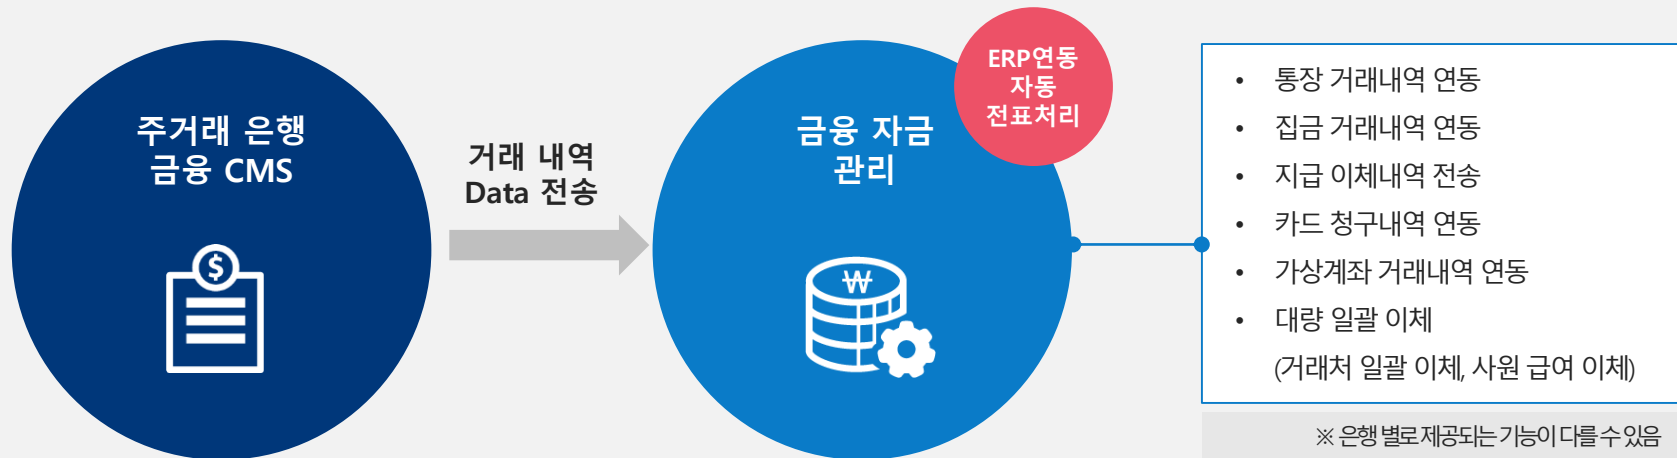 주거래 은행
금융 CMS
$
거래 내역
Data 전송
금융 자금
관리
₩
ERP연동
자동
전표처리
• 통장 거래내역 연동
• 집금 거래내역 연동
• 지급 이체내역 전송
• 카드 청구내역 연동
• 가상계좌 거래내역 연동
• 대량 일괄 이체
(거래처 일괄 이체, 사원 급여 이체)
※ 은행 별로 제공되는 기능이 다를 수 있음